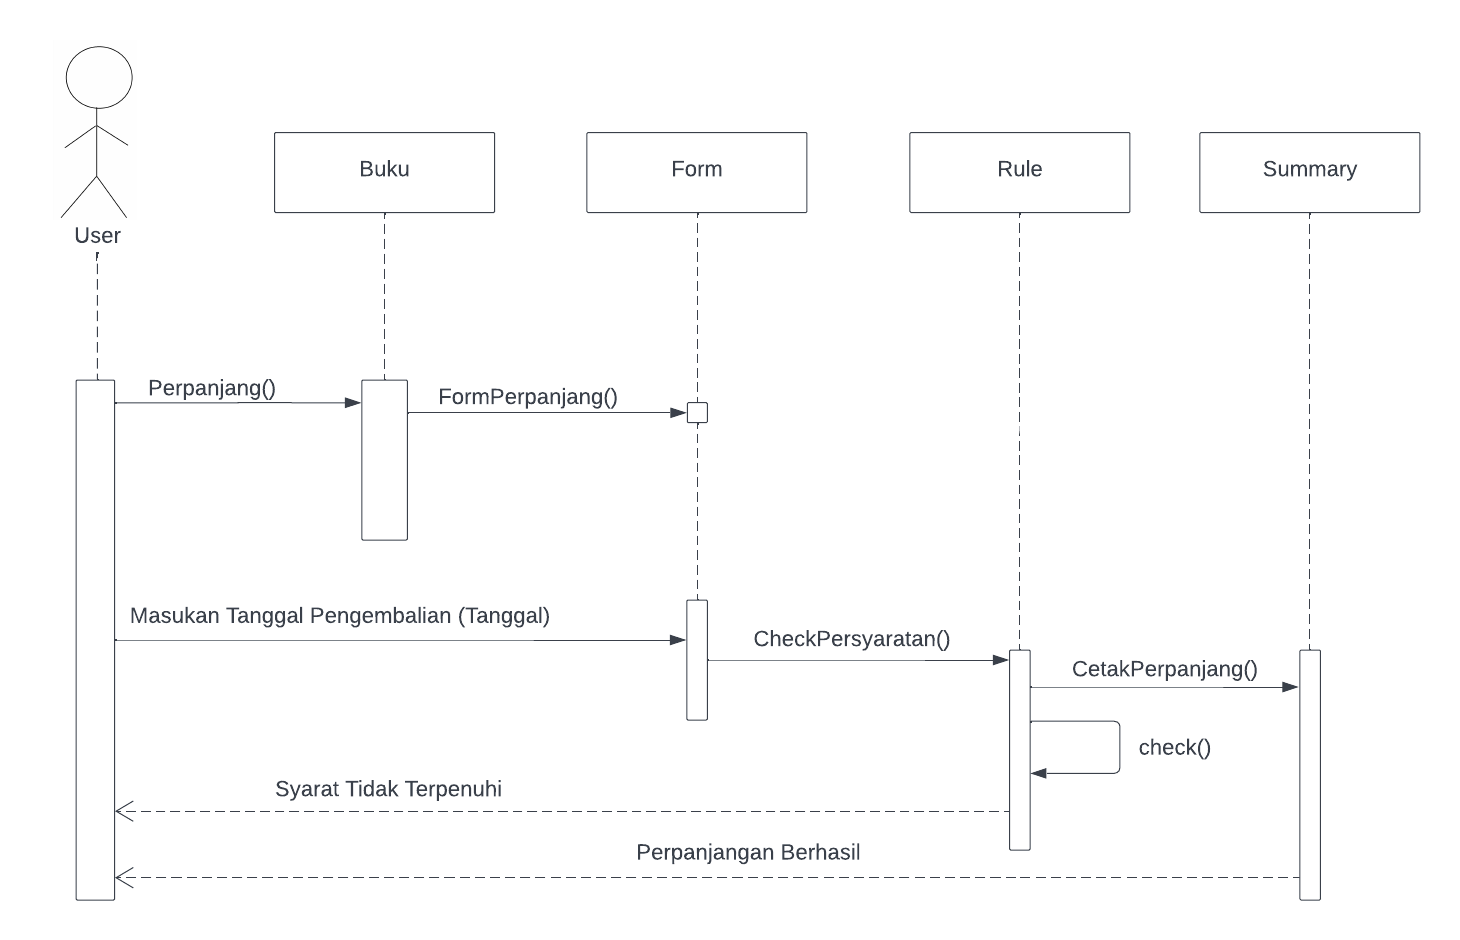 Buku
Form
Rule
Summary
User
Perpanjang()
FormPerpanjang()
Masukan Tanggal Pengembalian (Tanggal)
CheckPersyaratan()
CetakPerpanjang()
check()
Syarat Tidak Terpenuhi
Perpanjangan Berhasil